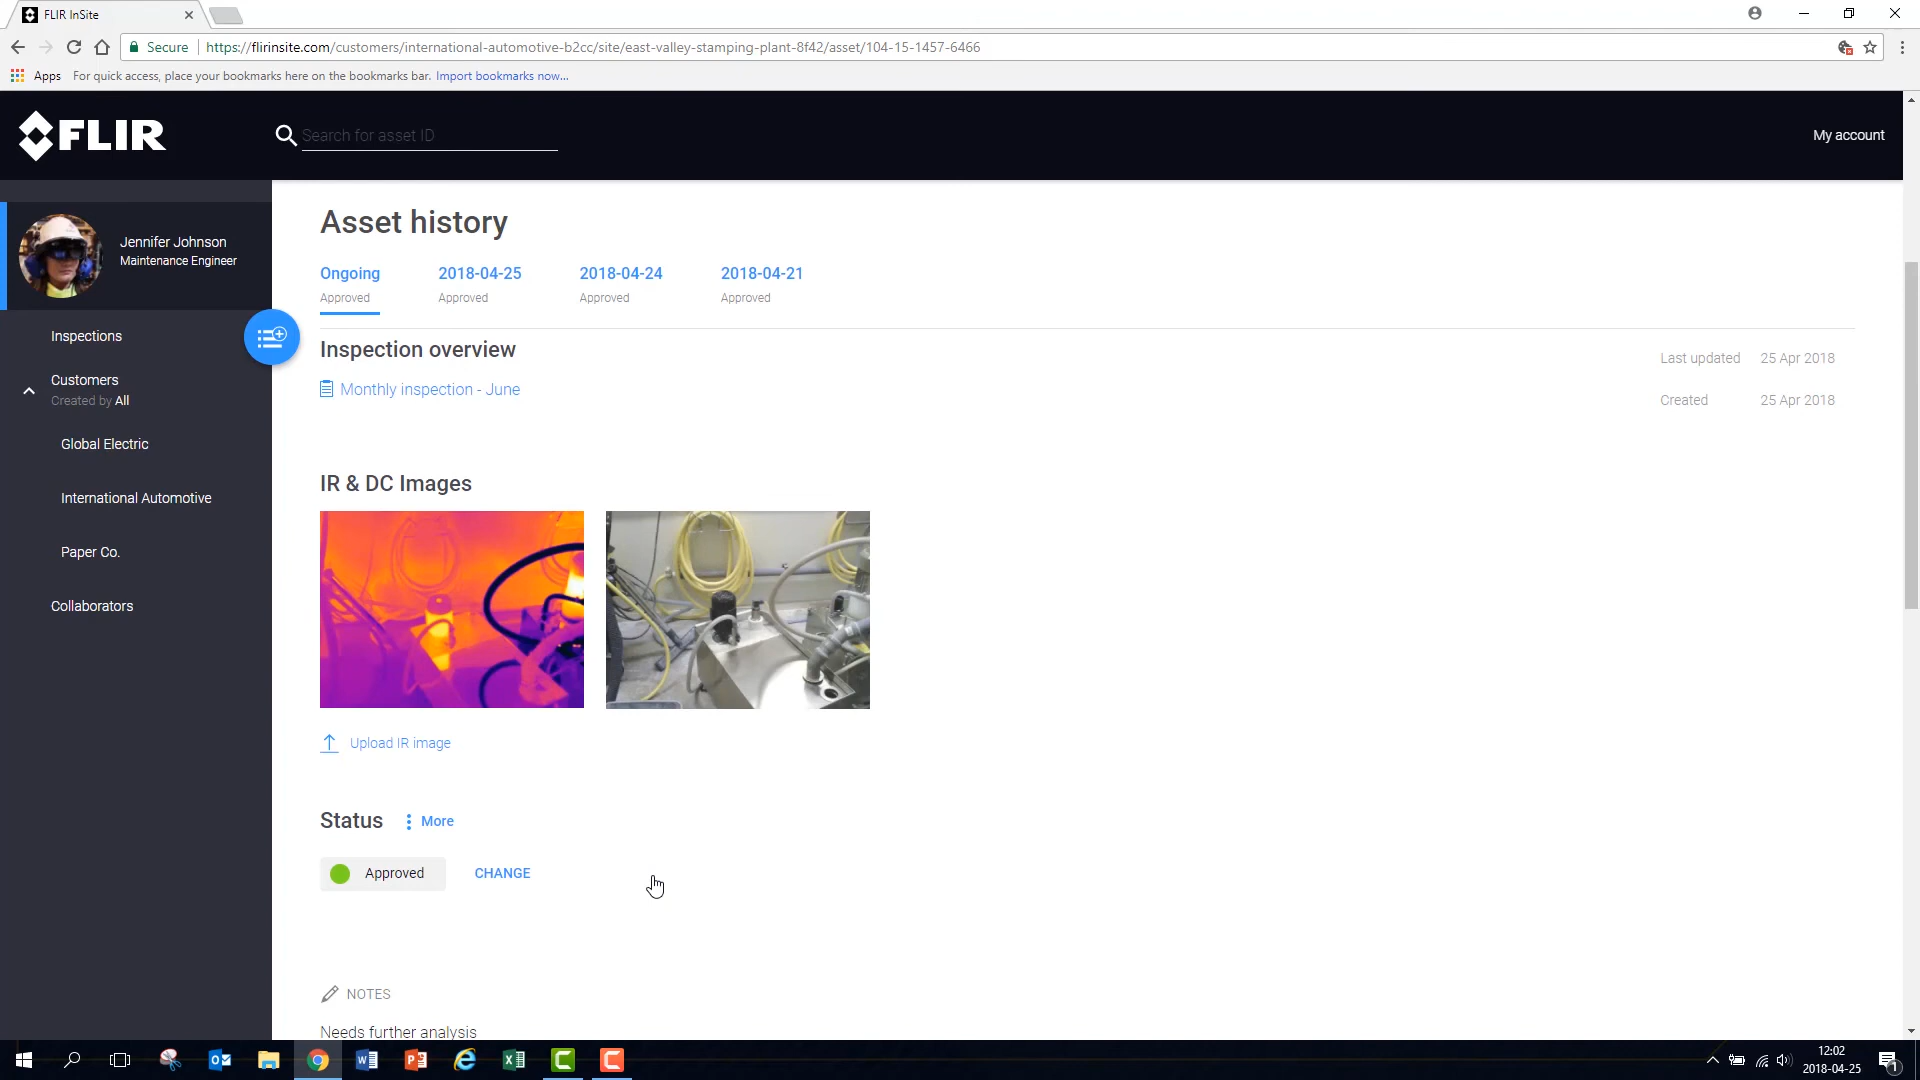 FLIR InSite
Secure
https://flirinsite.com/customers/international-automotive-b2cc/site/east-valley-stamping-plant-8f42/asset/104-15-1457-6466
Apps For quick access, place your bookmarks here on the bookmarks bar. Import bookmarks now...
FLIR
Search for asset ID
My account
Jennifer Johnson
Maintenance Engineer
Inspections
Customers
Created by All
Global Electric
International Automotive
Paper Co.
Collaborators
Asset history
Ongoing 2018-04-25 2018-04-24 2018-04-21
Approved Approved Approved Approved
Inspection overview
Last updated 25 Apr 2018
Monthly inspection - June
Created 25 Apr 2018
IR & DC Images
Upload IR image
Status More
Approved CHANGE
NOTES
Needs further analysis
12:02
2018-04-25
1